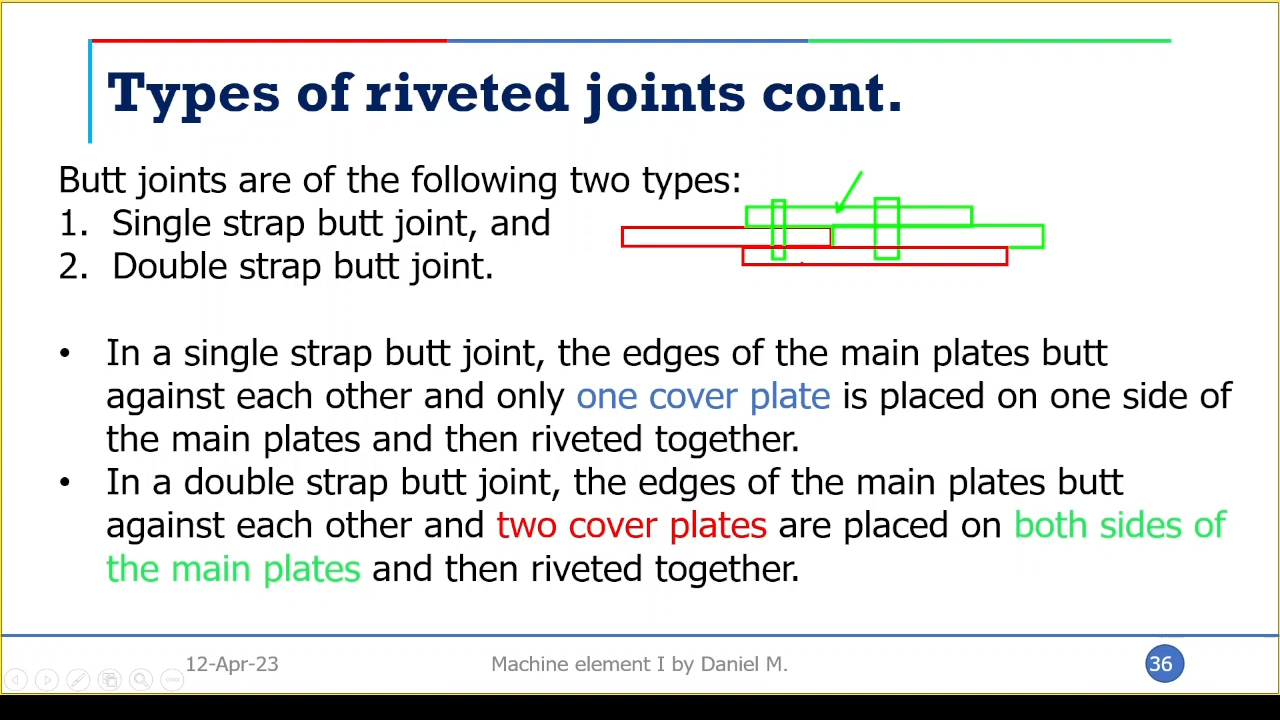 Types of riveted joints cont.
Butt joints are of the following two types:
1. Single strap butt joint, and
2. Double strap butt joint.
• In a single strap butt joint, the edges of the main plates butt
against each other and only one cover plate is placed on one side of
the main plates and then riveted together.
• In a double strap butt joint, the edges of the main plates butt
against each other and two cover plates are placed on both sides of
the main plates and then riveted together.
12-Apr-23
Machine element I by Daniel M.
36